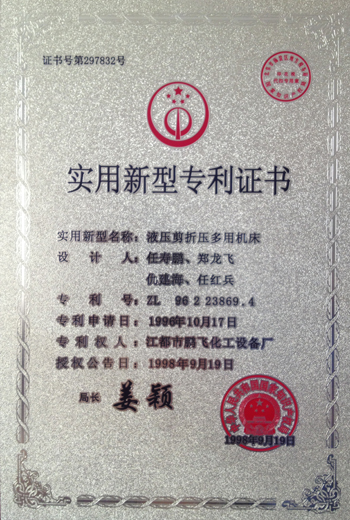 证书号第297832号
实用新型专利证书
实用新型名称：液压剪折压多用机床
设计人：任寿鹏、郑龙飞
仇建海、任红兵
专利号：ZL 96 2 23869.4
专利申请日：1996年10月17日
专利权人：江都市腾飞化工设备厂
授权公告日：1998年9月19日
局长 姜颖
1998年9月19日